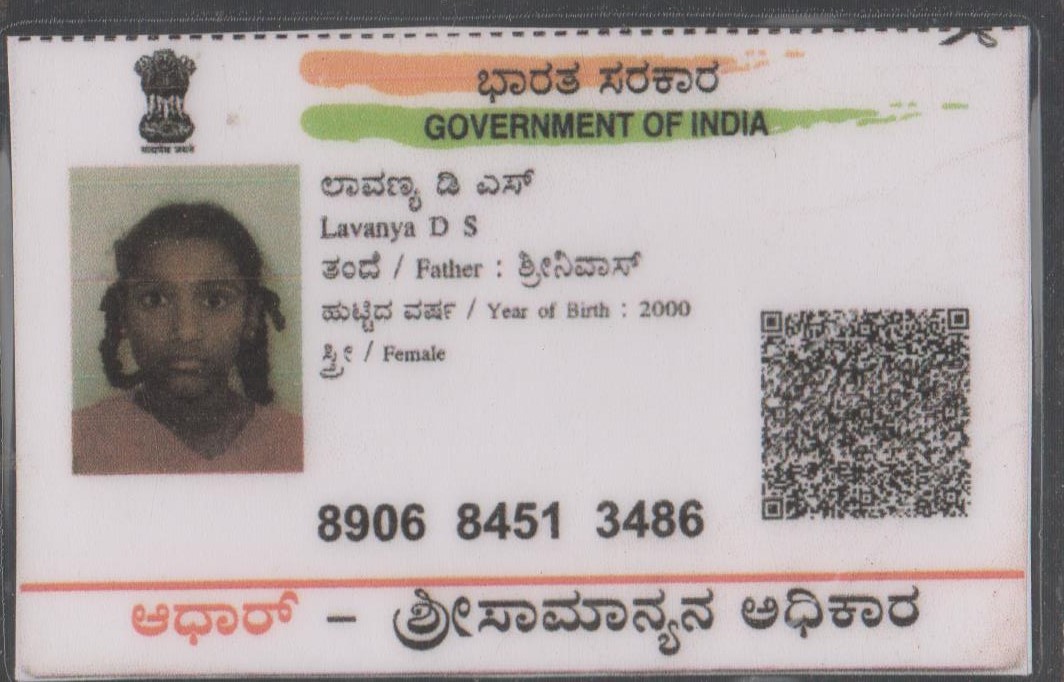 ಭಾರತ ಸರಕಾರ
GOVERNMENT OF INDIA
ಲಾವಣ್ಯ ಡಿ ಎಸ್
Lavanya D S
ತಂದೆ / Father : ಶ್ರೀನಿವಾಸ್
ಹುಟ್ಟಿದ ವರ್ಷ / Year of Birth : 2000
ಸ್ತ್ರೀ / Female
8906 8451 3486
ಆಧಾರ್ – ಶ್ರೀಸಾಮಾನ್ಯನ ಅಧಿಕಾರ